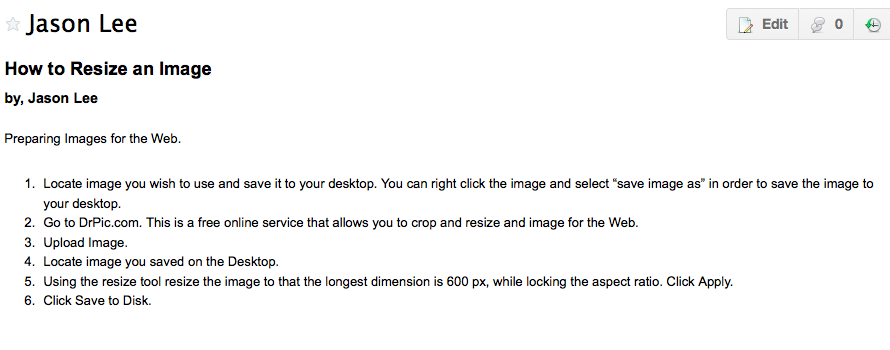 Jason Lee
Edit
0
How to Resize an Image
by, Jason Lee
Preparing Images for the Web.
1. Locate image you wish to use and save it to your desktop. You can right click the image and select “save image as” in order to save the image to
your desktop.
2. Go to DrPic.com. This is a free online service that allows you to crop and resize and image for the Web.
3. Upload Image.
4. Locate image you saved on the Desktop.
5. Using the resize tool resize the image to that the longest dimension is 600 px, while locking the aspect ratio. Click Apply.
6. Click Save to Disk.